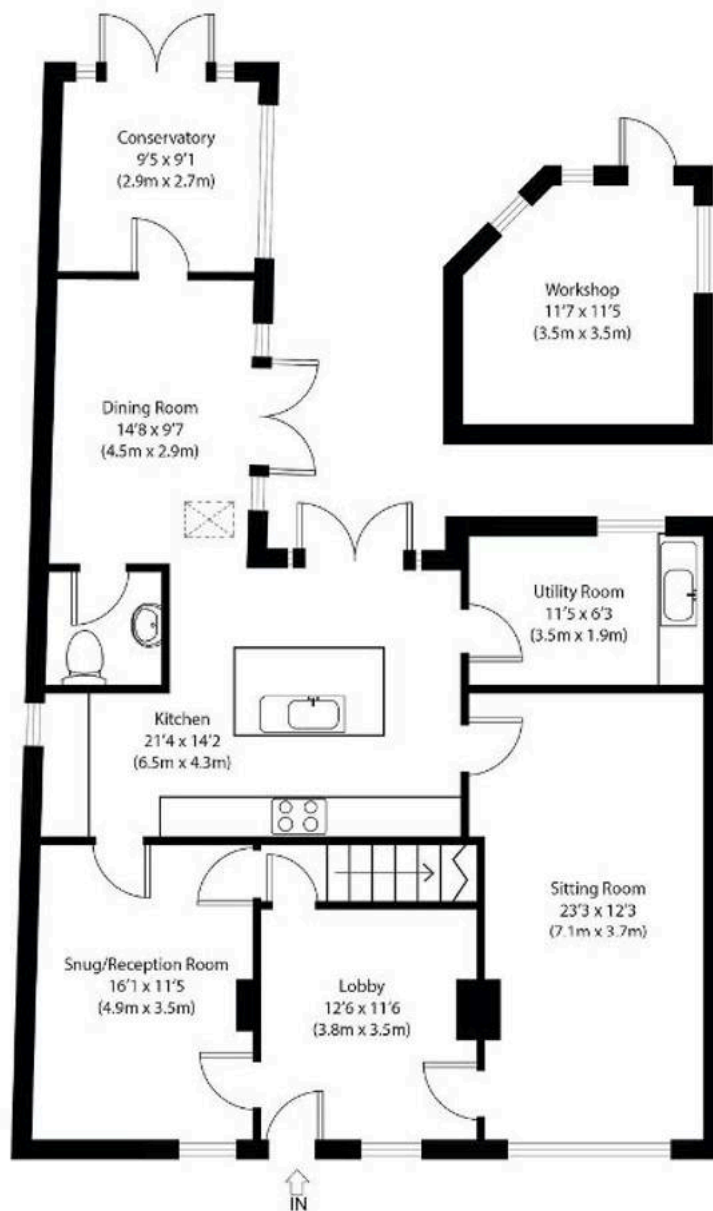 Conservatory
9'5 x 9'1
(2.9m x 2.7m)
Workshop
11'7 x 11'5
(3.5m x 3.5m)
Dining Room
14'8 x 9'7
(4.5m x 2.9m)
Utility Room
11'5 x 6'3
(3.5m x 1.9m)
Kitchen
21'4 x 14'2
(6.5m x 4.3m)
Sitting Room
23'3 x 12'3
(7.1m x 3.7m)
Snug/Reception Room
16'1 x 11'5
(4.9m x 3.5m)
Lobby
12'6 x 11'6
(3.8m x 3.5m)
IN